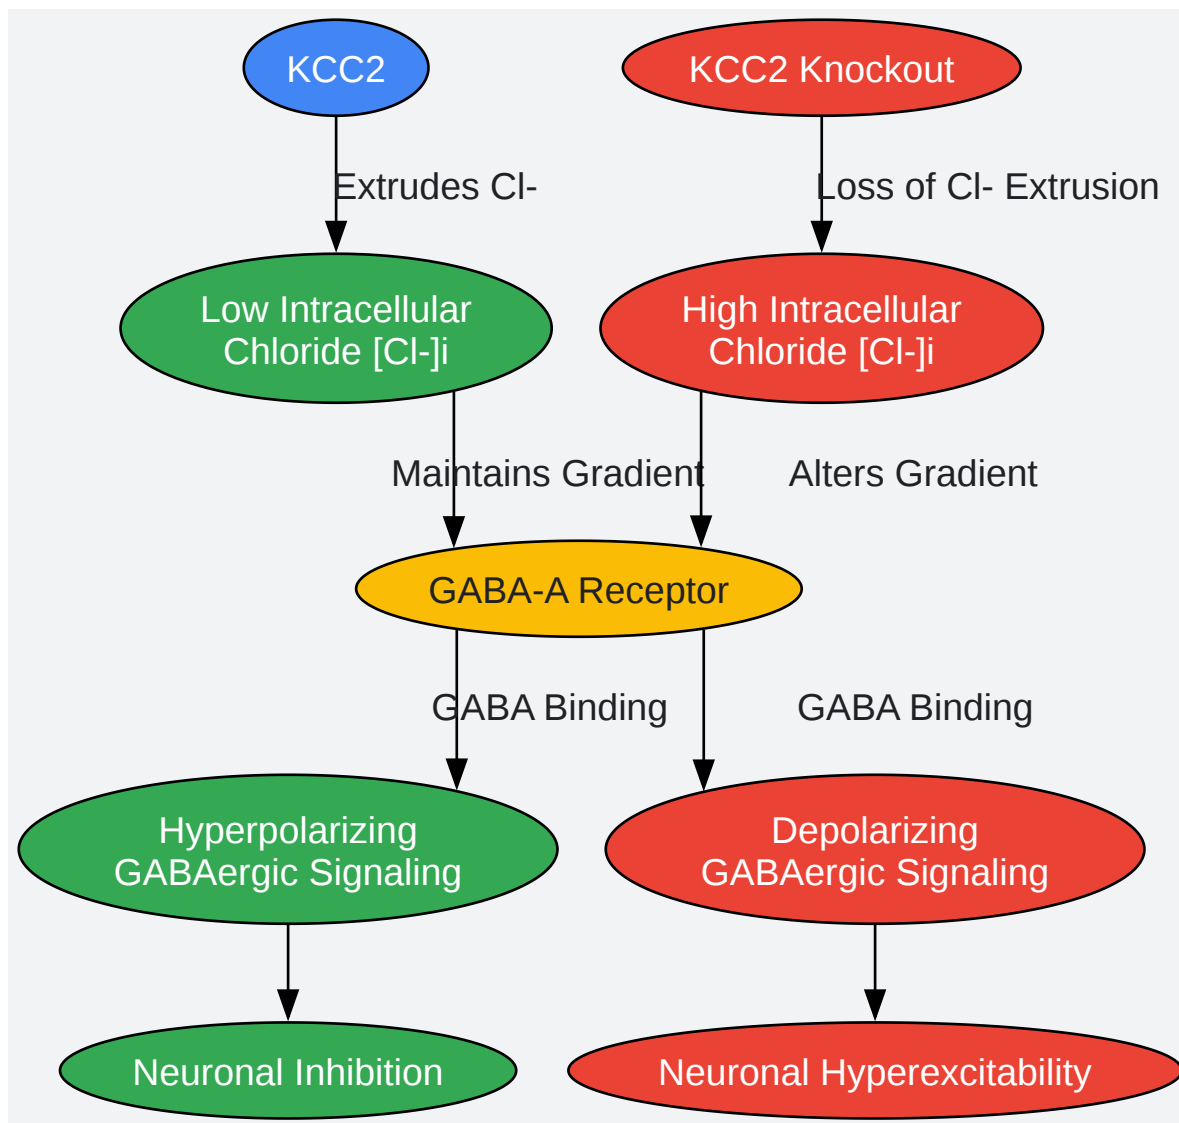 KCC2
KCC2 Knockout
Extrudes Cl-
Loss of Cl- Extrusion
Low Intracellular
Chloride [Cl-]i
High Intracellular
Chloride [Cl-]i
Maintains Gradient
Alters Gradient
GABA-A Receptor
GABA Binding
GABA Binding
Hyperpolarizing
GABAergic Signaling
Depolarizing
GABAergic Signaling
Neuronal Inhibition
Neuronal Hyperexcitability